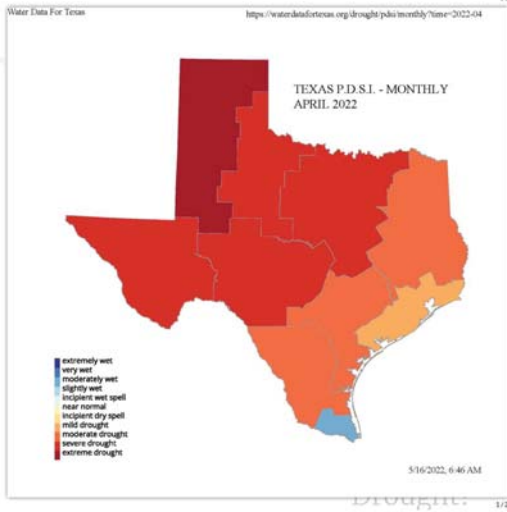 Water Data For Texas
https://waterdatafortexas.org/drought/pdsi/monthly?time=2022-04
TEXAS P.D.S.I. - MONTHLY
APRIL 2022
extremely wet
very wet
moderately wet
slightly wet
incipient wet spell
near normal
incipient dry spell
mild drought
moderate drought
severe drought
extreme drought
5/16/2022, 6:46 AM
Drought: